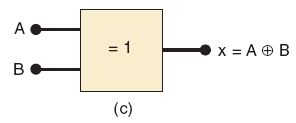 A
= 1
x = A ⊕ B
B
(c)